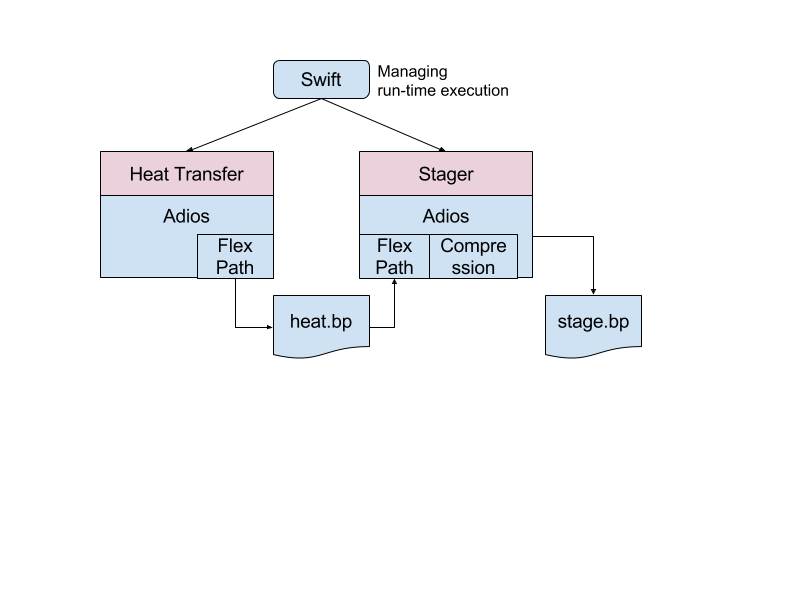 Swift
Managing
run-time execution
Heat Transfer
Stager
Adios
Adios
Flex
Path
Flex
Path
Compre
ssion
heat.bp
stage.bp